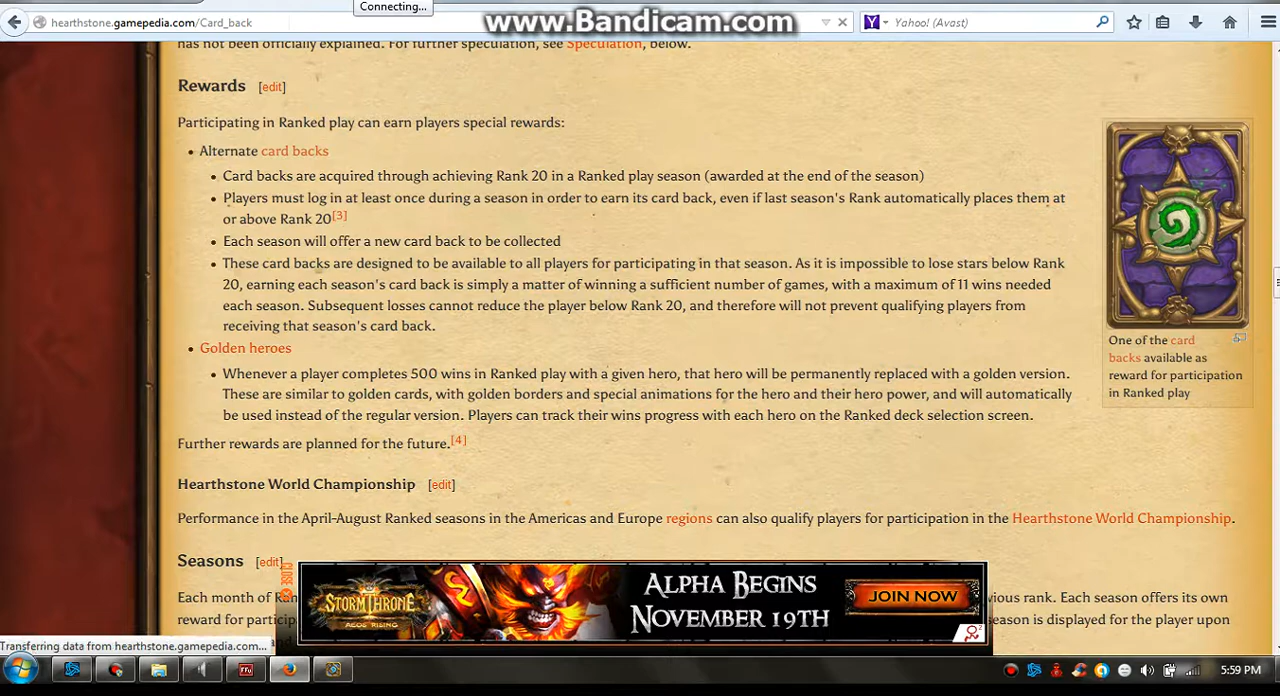 Connecting...
www.Bandicam.com
hearthstone.gamepedia.com/Card_back
Yahoo! (Avast)
has not been officially explained. For further speculation, see Speculation, below.
Rewards [edit]
Participating in Ranked play can earn players special rewards:
Alternate card backs
Card backs are acquired through achieving Rank 20 in a Ranked play season (awarded at the end of the season)
Players must log in at least once during a season in order to earn its card back, even if last season's Rank automatically places them at
or above Rank 20[3]
Each season will offer a new card back to be collected
These card backs are designed to be available to all players for participating in that season. As it is impossible to lose stars below Rank
20, earning each season's card back is simply a matter of winning a sufficient number of games, with a maximum of 11 wins needed
each season. Subsequent losses cannot reduce the player below Rank 20, and therefore will not prevent qualifying players from
receiving that season's card back.
One of the card
backs available as
reward for participation
in Ranked play
Golden heroes
Whenever a player completes 500 wins in Ranked play with a given hero, that hero will be permanently replaced with a golden version.
These are similar to golden cards, with golden borders and special animations for the hero and their hero power, and will automatically
be used instead of the regular version. Players can track their wins progress with each hero on the Ranked deck selection screen.
Further rewards are planned for the future.[4]
Hearthstone World Championship [edit]
Performance in the April-August Ranked seasons in the Americas and Europe regions can also qualify players for participation in the Hearthstone World Championship.
Seasons [edit]
CLOSE
STORMTHRONE
AEOS RISING
ALPHA BEGINS
NOVEMBER 19TH
JOIN NOW
Each month of
vious rank. Each season offers its own
reward for
season is displayed for the player upon
Transferring data from hearthstone.gamepedia.com...
5:59 PM